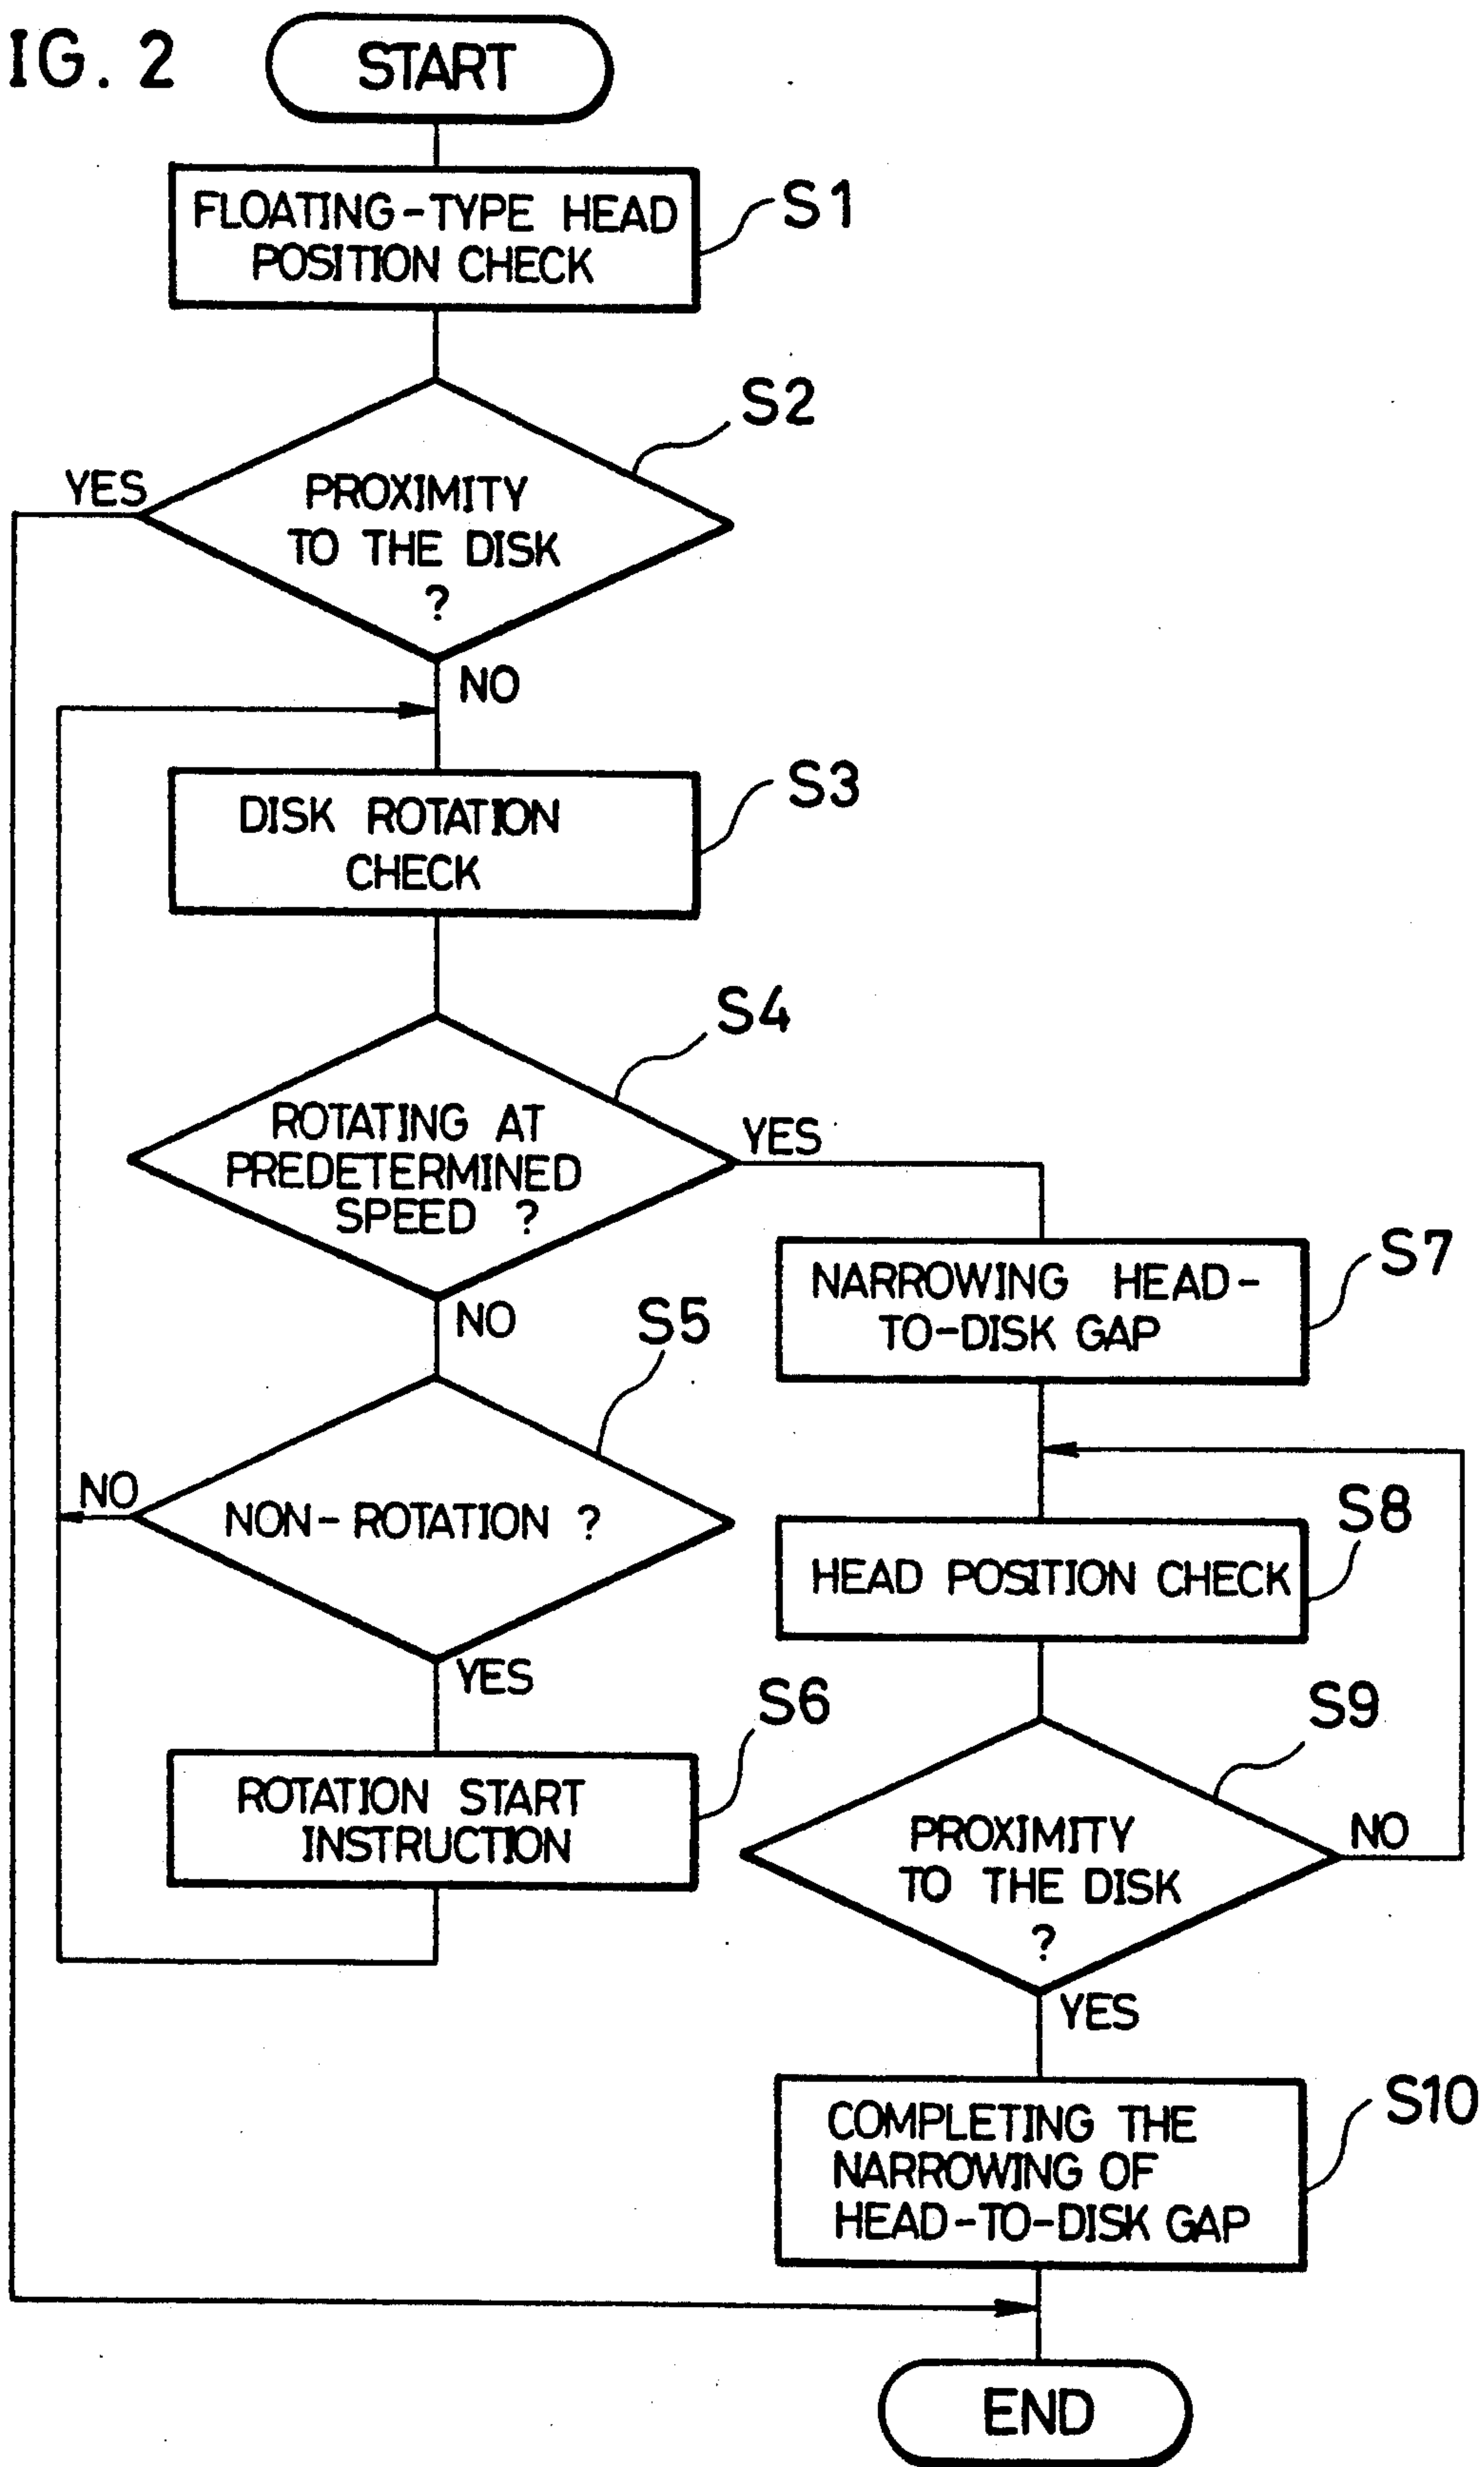 IG. 2
START
FLOATING-TYPE HEAD
POSITION CHECK
S1
S2
YES
PROXIMITY
TO THE DISK
?
NO
DISK ROTATION
CHECK
S3
S4
ROTATING AT
PREDETERMINED
SPEED ?
YES
NO
S5
NON-ROTATION ?
NO
YES
ROTATION START
INSTRUCTION
S6
NARROWING HEAD-
TO-DISK GAP
S7
HEAD POSITION CHECK
S8
S9
PROXIMITY
TO THE DISK
?
NO
YES
COMPLETING THE
NARROWING OF
HEAD-TO-DISK GAP
S10
END